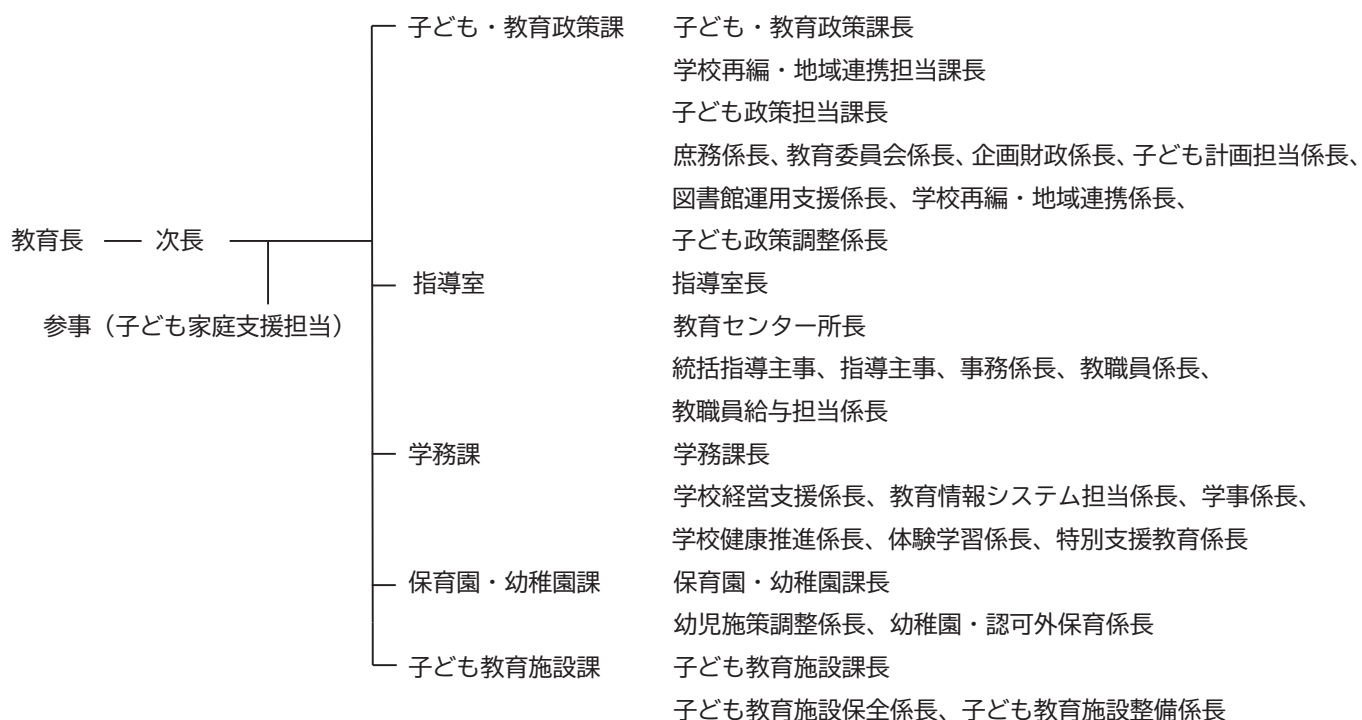 子ども・教育政策課 子ども・教育政策課長
学校再編・地域連携担当課長
子ども政策担当課長
庶務係長、教育委員会係長、企画財政係長、子ども計画担当係長、
図書館運用支援係長、学校再編・地域連携係長、
教育長 次長 子ども政策調整係長
指導室 指導室長
参事（子ども家庭支援担当） 教育センター所長
統括指導主事、指導主事、事務係長、教職員係長、
教職員給与担当係長
学務課 学務課長
学校経営支援係長、教育情報システム担当係長、学事係長、
学校健康推進係長、体験学習係長、特別支援教育係長
保育園・幼稚園課 保育園・幼稚園課長
幼児施策調整係長、幼稚園・認可外保育係長
子ども教育施設課 子ども教育施設課長
子ども教育施設保全係長、子ども教育施設整備係長